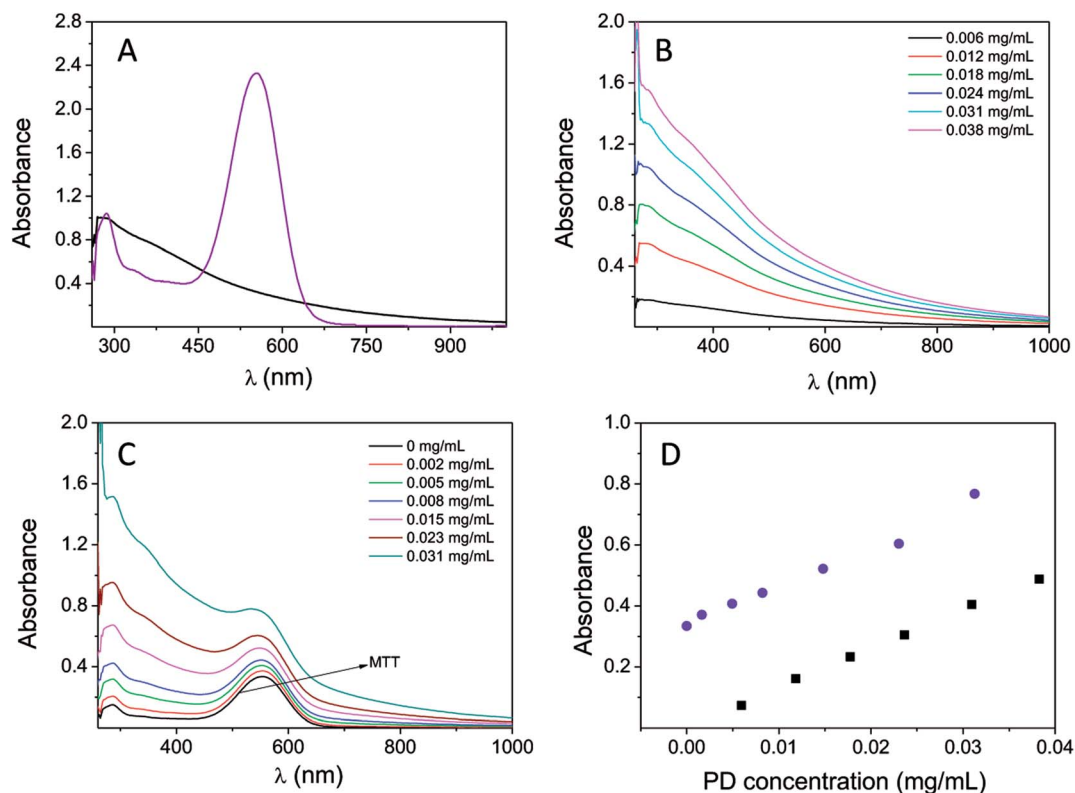 A
Absorbance
2.8
2.4
2.0
1.6
1.2
0.8
0.4
300 450 600 750 900
λ (nm)
B
Absorbance
2.0
1.6
1.2
0.8
0.4
0.006 mg/mL
0.012 mg/mL
0.018 mg/mL
0.024 mg/mL
0.031 mg/mL
0.038 mg/mL
400 600 800 1000
λ (nm)
C
Absorbance
2.0
1.6
1.2
0.8
0.4
0 mg/mL
0.002 mg/mL
0.005 mg/mL
0.008 mg/mL
0.015 mg/mL
0.023 mg/mL
0.031 mg/mL
MTT
400 600 800 1000
λ (nm)
D
Absorbance
1.0
0.8
0.6
0.4
0.2
0.00 0.01 0.02 0.03 0.04
PD concentration (mg/mL)